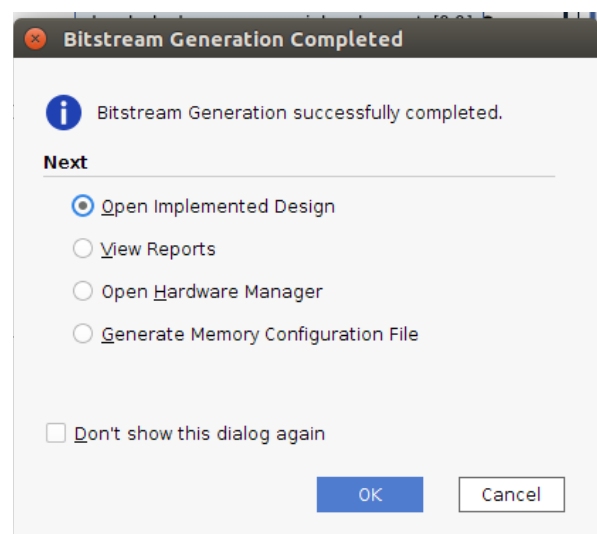 Bitstream Generation Completed
Bitstream Generation successfully completed.
Next
Open Implemented Design
View Reports
Open Hardware Manager
Generate Memory Configuration File
Don't show this dialog again
OK
Cancel